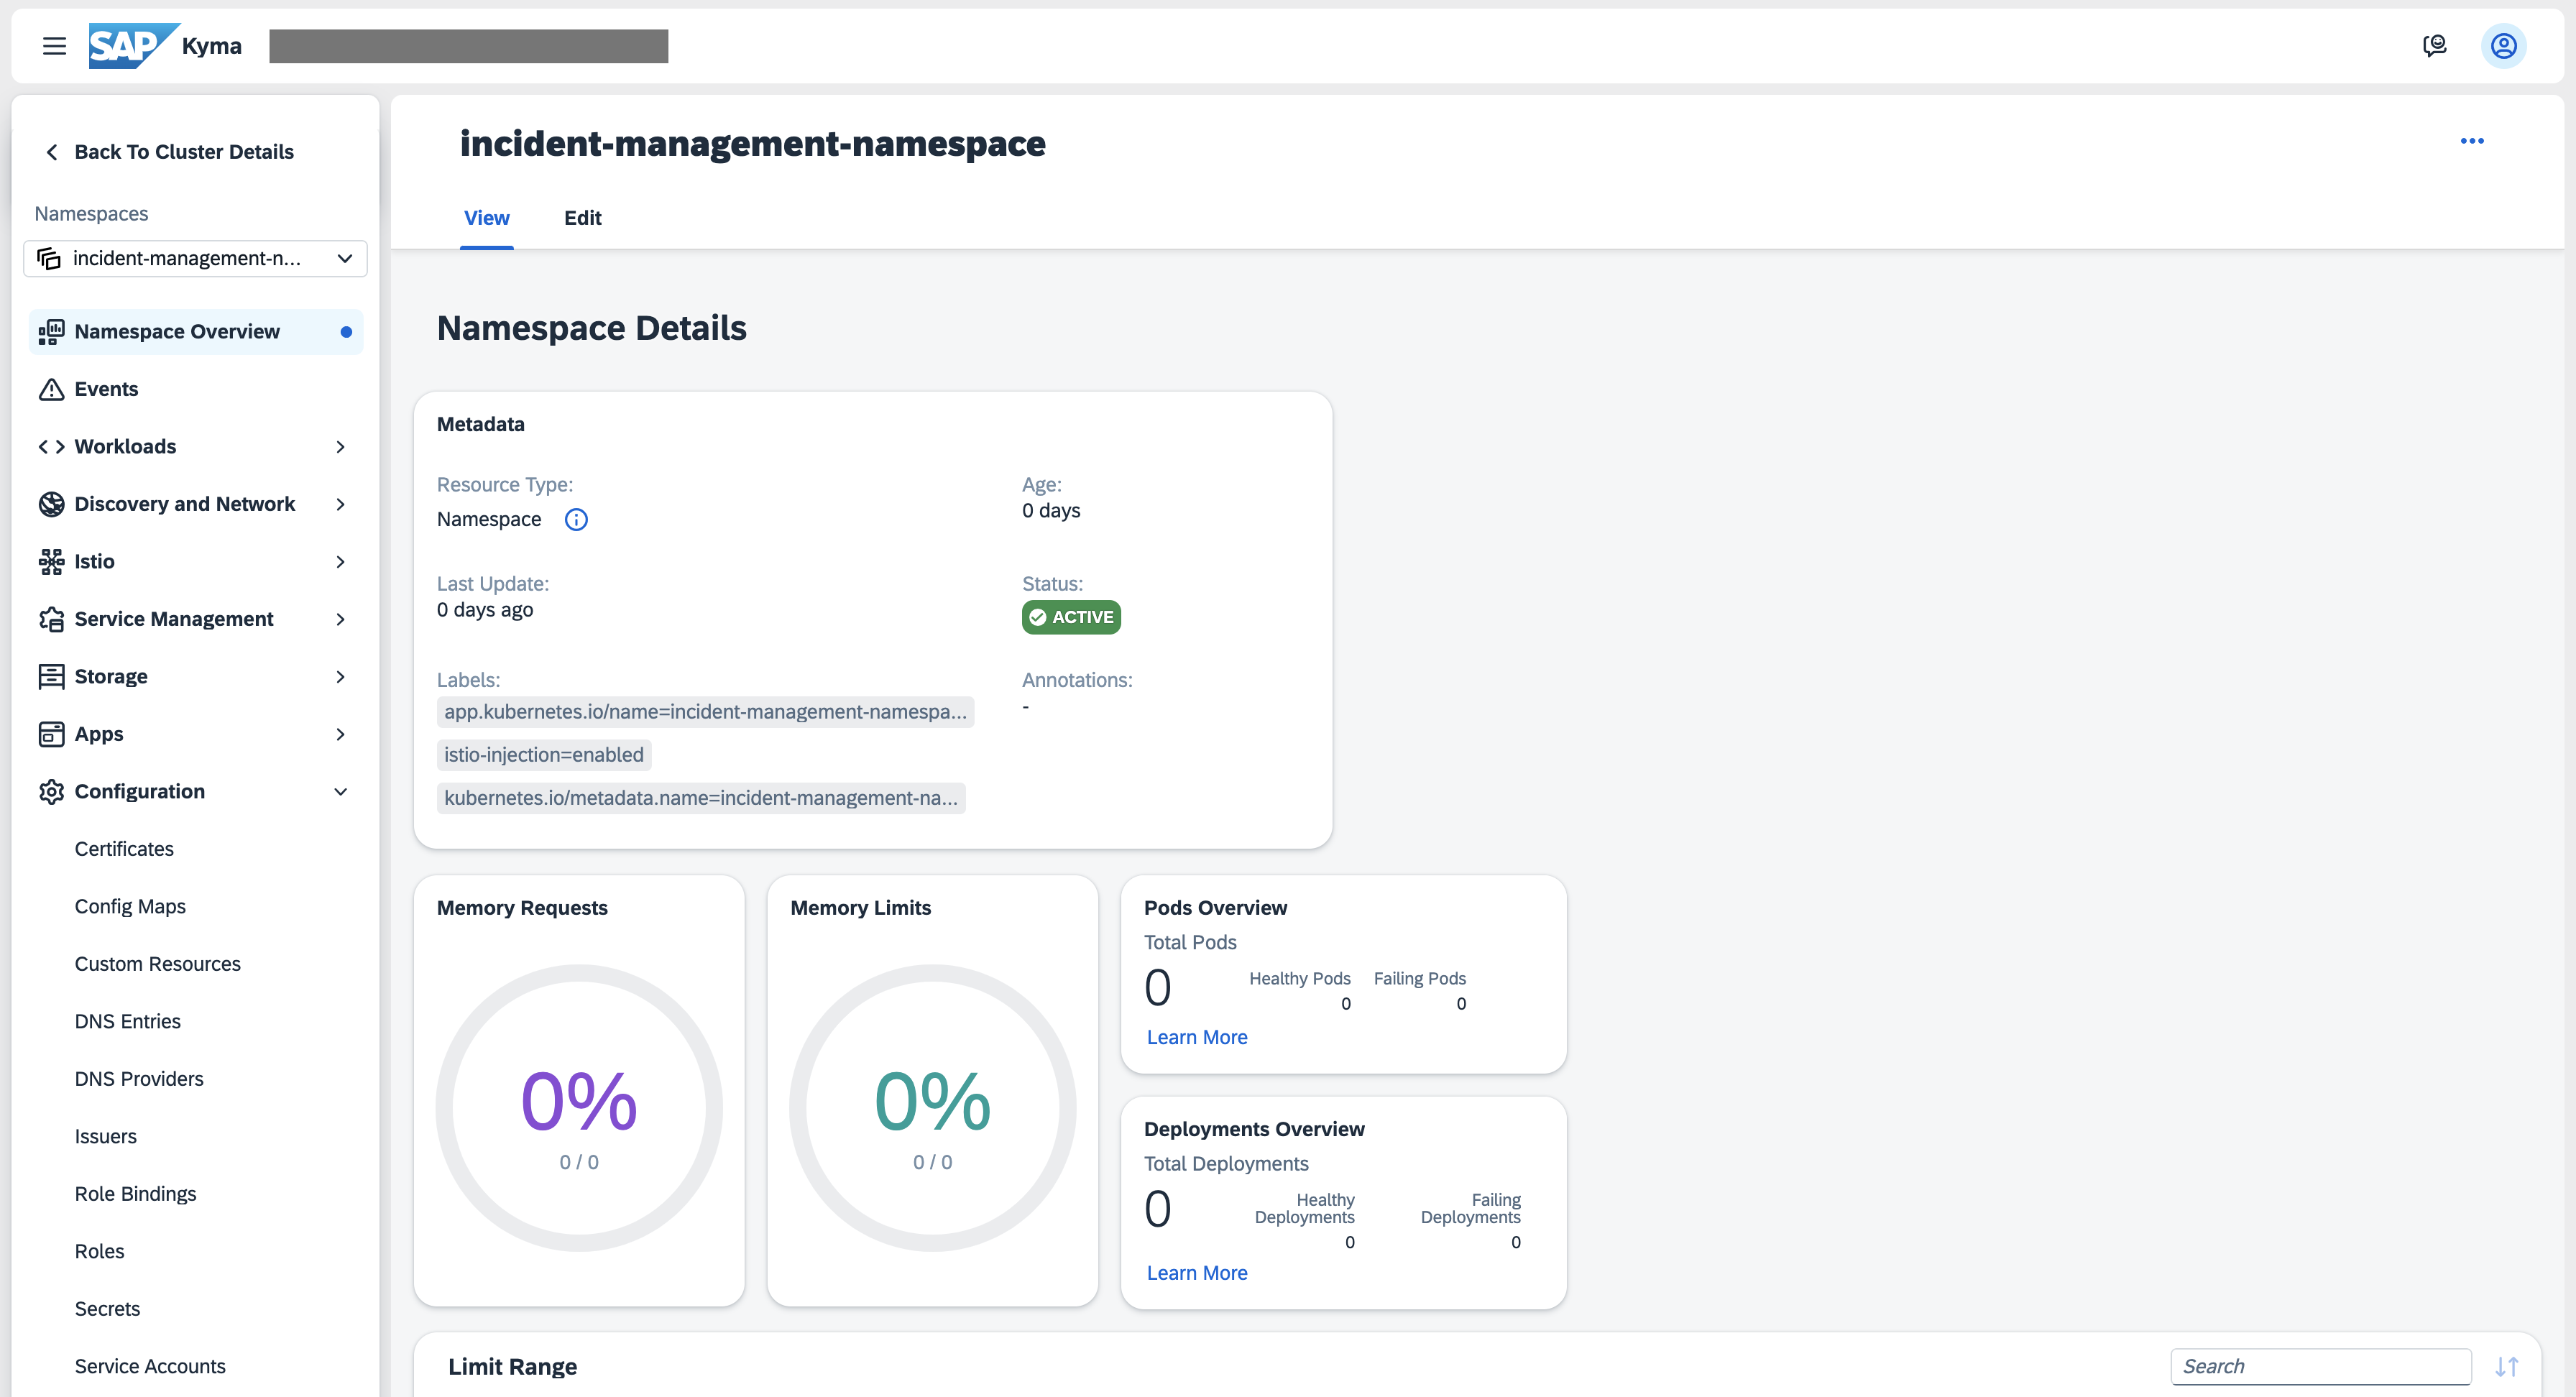 SAP Kyma
Back To Cluster Details
Namespaces
incident-management-n...
Namespace Overview
Events
Workloads
Discovery and Network
Istio
Service Management
Storage
Apps
Configuration
Certificates
Config Maps
Custom Resources
DNS Entries
DNS Providers
Issuers
Role Bindings
Roles
Secrets
Service Accounts
incident-management-namespace
View Edit
Namespace Details
Metadata
Resource Type:
Namespace
Age:
0 days
Last Update:
0 days ago
Status:
ACTIVE
Labels:
app.kubernetes.io/name=incident-management-namespa...
istio-injection=enabled
kubernetes.io/metadata.name=incident-management-na...
Annotations:
-
Memory Requests
0%
0 / 0
Memory Limits
0%
0 / 0
Pods Overview
Total Pods
0
Healthy Pods
0
Failing Pods
0
Learn More
Deployments Overview
Total Deployments
0
Healthy
Deployments
0
Failing
Deployments
0
Learn More
Limit Range
Search